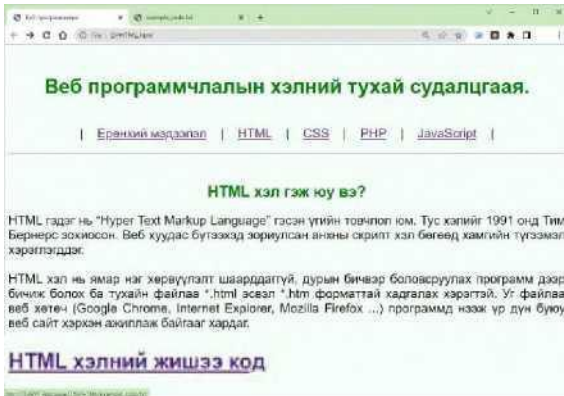 Веб программчлалын хэлний тухай судалцгаая.
| Ерөнхий мэдээлэл | HTML | CSS | PHP | JavaScript |
HTML хэл гэж юу вэ?
HTML гэдэг нь "Hyper Text Markup Language" гэсэн үгийн товчлол юм. Тус хэлийг 1991 онд Тим
Бернерс зохиосон. Веб хуудас бүтээхэд зориулсан анхны скрипт хэл бөгөөд хамгийн түгээмэл
хэрэглэгддэг.
HTML хэл нь ямар нэг хөрвүүлэлт шаарддаггүй, дурын бичвэр боловсруулах программ дээр
бичиж болох ба тухайн файлаа *.html эсвэл *.htm форматтай хадгалах хэрэгтэй. Уг файлаа
веб хөтөч (Google Chrome, Internet Explorer, Mozilla Firefox ...) программд нээж үр дүн буюу
веб сайт хэрхэн ажиллаж байгааг хардаг.
HTML хэлний жишээ код